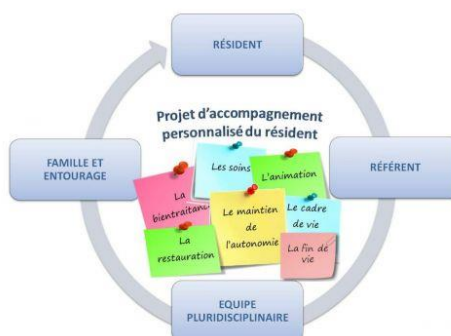 RÉSIDENT
Projet d'accompagnement
personnalisé du résident
FAMILLE ET
ENTOURAGE
RÉFÉRENT
Les soins
L'animation
La
bientraitance
Le maintien
de
l'autonomie
Le cadre
de vie
La
restauration
La fin de
vie
EQUIPE
PLURIDISCIPLINAIRE